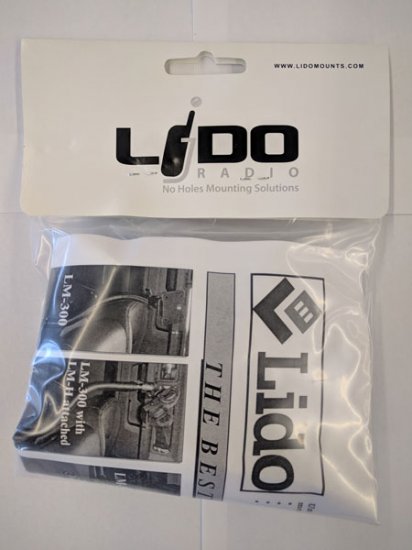 WWW.LIDOMOUNTS.COM
LiDO
RADIO
No Holes Mounting Solutions
LM-300
LM-300 with
LM-H attached
THE BEST
Lido